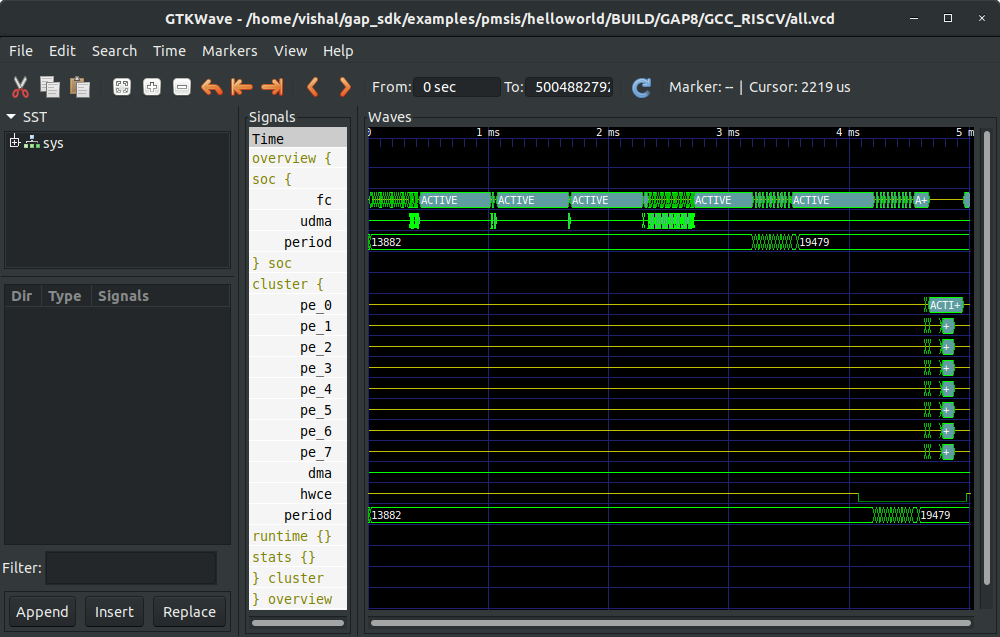 GTKWave - /home/vishal/gap_sdk/examples/pmsis/helloworld/BUILD/GAP8/GCC_RISCV/all.vcd
File Edit Search Time Markers View Help
From: 0 sec To: 5004882792 Marker: -- | Cursor: 2219 us
SST
sys
Dir Type Signals
Filter:
Append Insert Replace
Signals
Time
overview {
soc {
fc
udma
period
} soc
cluster {
pe_0
pe_1
pe_2
pe_3
pe_4
pe_5
pe_6
pe_7
dma
hwce
period
runtime {}
stats {}
} cluster
} overview
Waves
0 1 ms 2 ms 3 ms 4 ms 5 m
ACTIVE ACTIVE ACTIVE ACTIVE ACTIVE A+
13882 19479
ACTI+
+
+
+
+
+
+
+
13882 19479